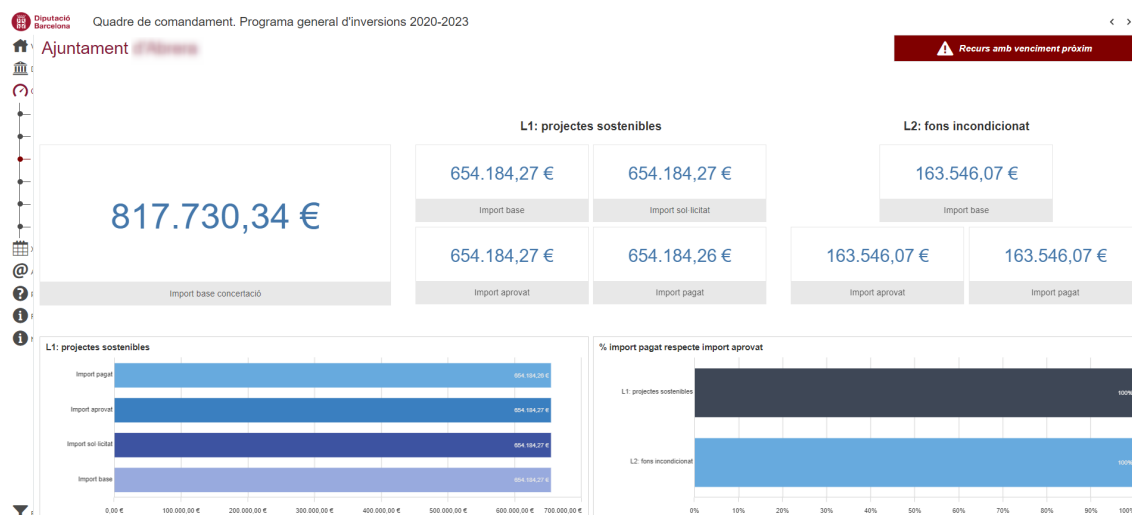 Diputació
Barcelona
Quadre de comandament. Programa general d'inversions 2020-2023
Ajuntament
Recurs amb venciment pròxim
L1: projectes sostenibles
L2: fons incondicionat
817.730,34 €
Import base concertació
654.184,27 €
Import base
654.184,27 €
Import sol·licitat
654.184,27 €
Import aprovat
654.184,26 €
Import pagat
163.546,07 €
Import base
163.546,07 €
Import aprovat
163.546,07 €
Import pagat
L1: projectes sostenibles
Import pagat
654.184,26 €
Import aprovat
654.184,27 €
Import sol·licitat
654.184,27 €
Import base
654.184,27 €
0,00 €
100.000,00 €
200.000,00 €
300.000,00 €
400.000,00 €
500.000,00 €
600.000,00 €
700.000,00 €
% import pagat respecte import aprovat
L1: projectes sostenibles
100%
L2: fons incondicionat
100%
0%
10%
20%
30%
40%
50%
60%
70%
80%
90%
100%